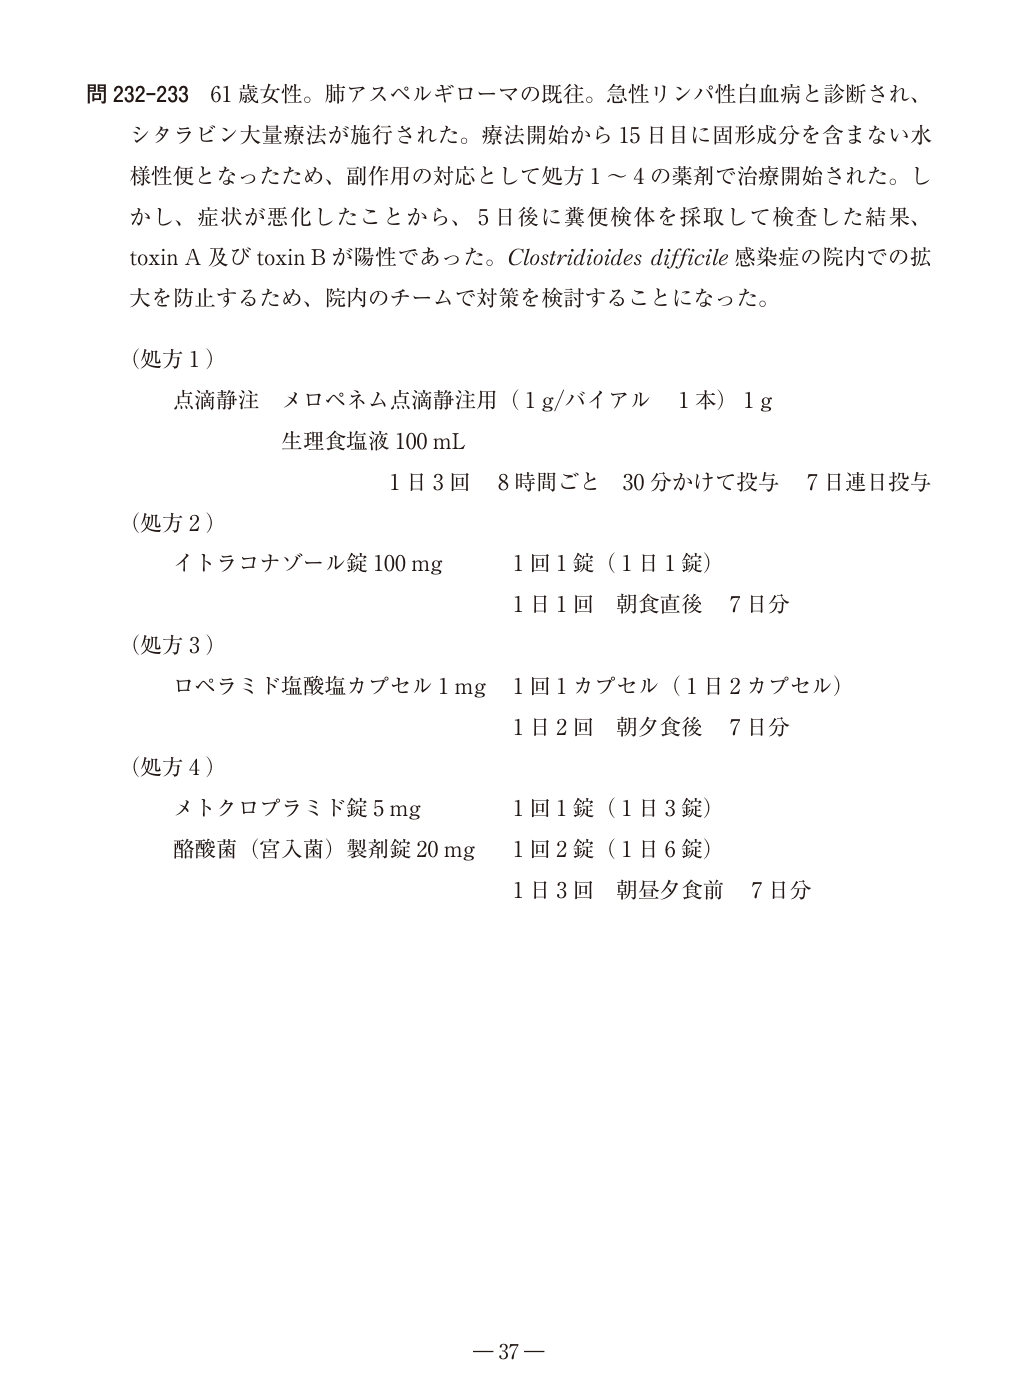 問 232-233　61 歳女性。肺アスペルギローマの既往。急性リンパ性白血病と診断され、
シタラビン大量療法が施行された。療法開始から 15 日目に固形成分を含まない水
様性便となったため、副作用の対応として処方１～４の薬剤で治療開始された。し
かし、症状が悪化したことから、５日後に糞便検体を採取して検査した結果、
toxin A 及び toxin B が陽性であった。Clostridioides difficile 感染症の院内での拡
大を防止するため、院内のチームで対策を検討することになった。
（処方１）
点滴静注　メロペネム点滴静注用（１g/バイアル　１本）１g
生理食塩液 100 mL
１日３回　８時間ごと　30 分かけて投与　７日連日投与
（処方２）
イトラコナゾール錠 100 mg　１回１錠（１日１錠）
１日１回　朝食直後　７日分
（処方３）
ロペラミド塩酸塩カプセル１mg　１回１カプセル（１日２カプセル）
１日２回　朝夕食後　７日分
（処方４）
メトクロプラミド錠５mg　１回１錠（１日３錠）
酪酸菌（宮入菌）製剤錠 20 mg　１回２錠（１日６錠）
１日３回　朝昼夕食前　７日分
― 37 ―